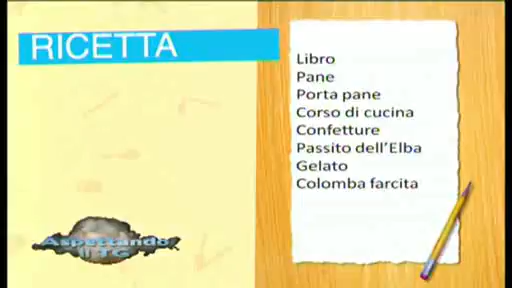 RICETTA
Libro
Pane
Porta pane
Corso di cucina
Confetture
Passito dell'Elba
Gelato
Colomba farcita
Aspettando
il TG